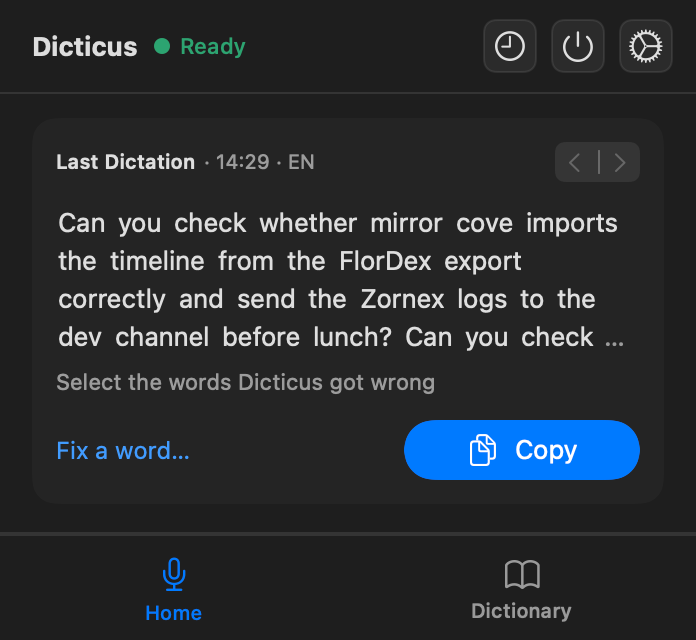 Dicticus ● Ready
Last Dictation · 14:29 · EN
Can you check whether mirror cove imports
the timeline from the FlorDex export
correctly and send the Zornex logs to the
dev channel before lunch? Can you check ...
Select the words Dicticus got wrong
Fix a word...
Copy
Home
Dictionary